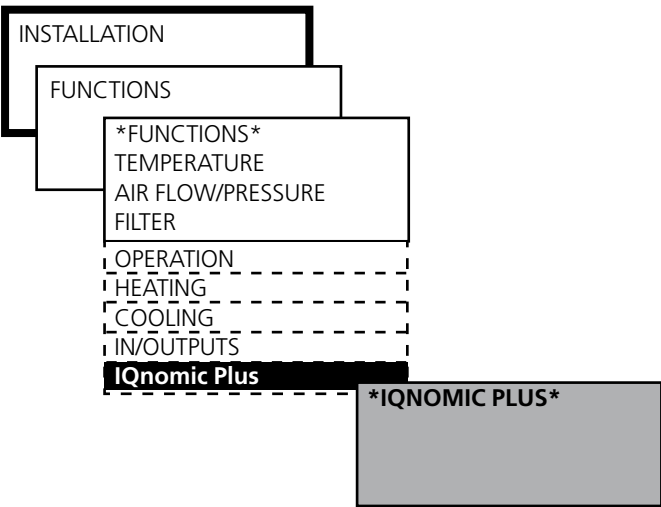 INSTALLATION
FUNCTIONS
*FUNCTIONS*
TEMPERATURE
AIR FLOW/PRESSURE
FILTER
OPERATION
HEATING
COOLING
IN/OUTPUTS
IQnomic Plus
*IQNOMIC PLUS*